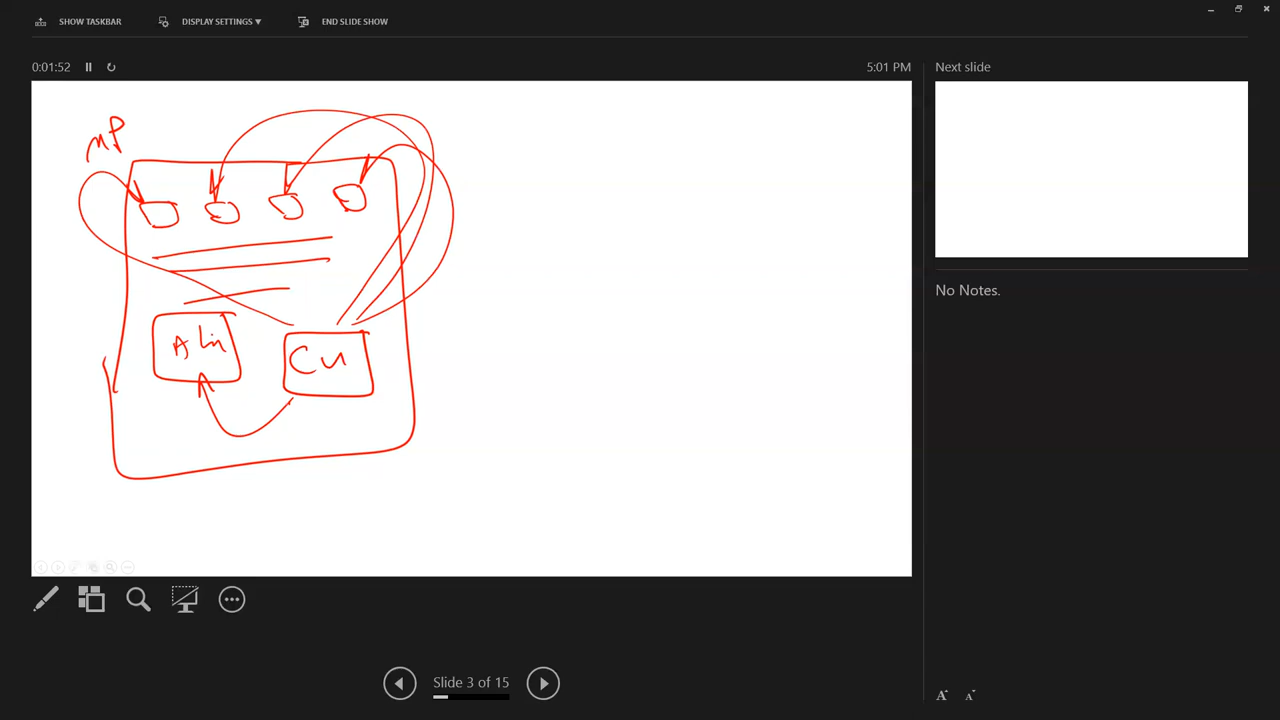 SHOW TASKBAR
DISPLAY SETTINGS
END SLIDE SHOW
0:01:52
5:01 PM
Next slide
MP
CU
No Notes.
Slide 3 of 15
A A